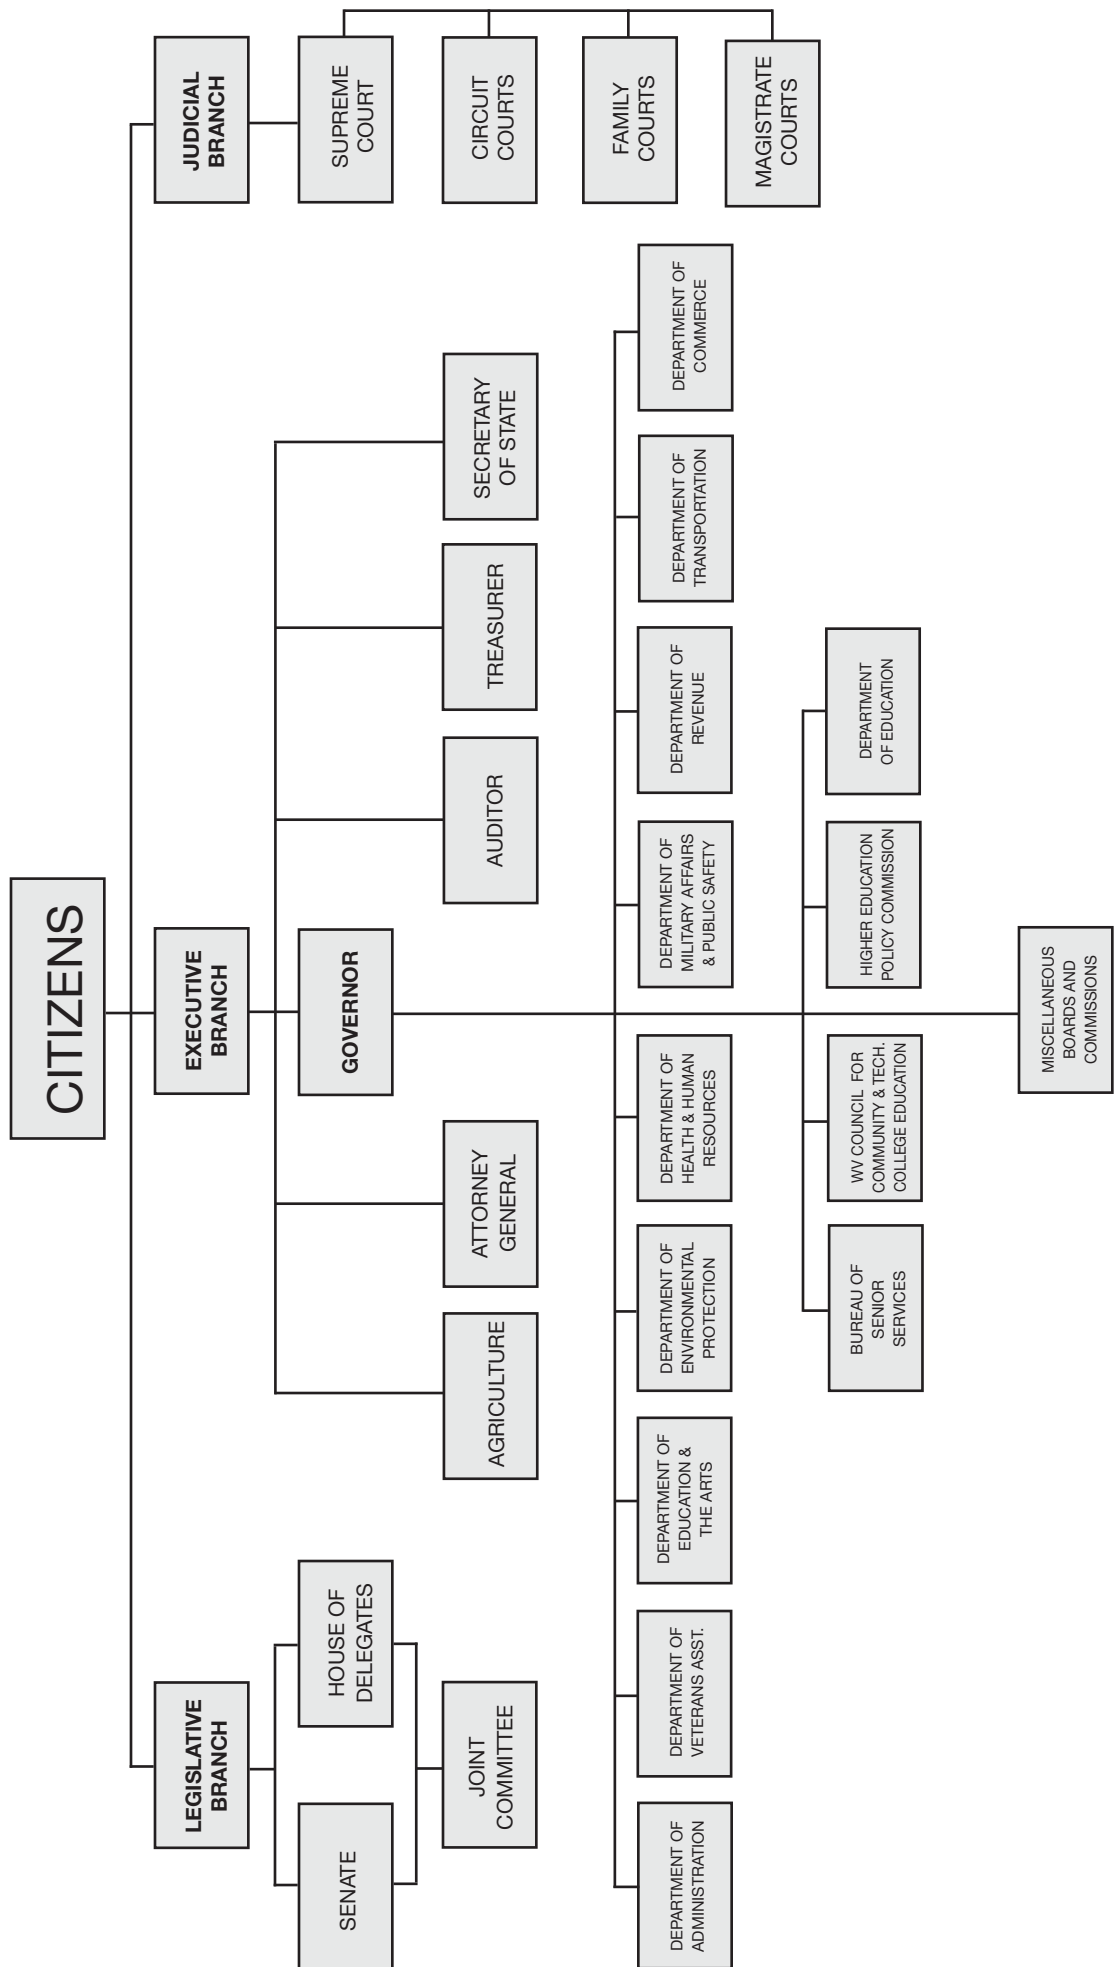 CITIZENS
LEGISLATIVE
BRANCH
EXECUTIVE
BRANCH
JUDICIAL
BRANCH
SENATE
HOUSE OF
DELEGATES
GOVERNOR
SUPREME
COURT
JOINT
COMMITTEE
AGRICULTURE
ATTORNEY
GENERAL
AUDITOR
TREASURER
SECRETARY
OF STATE
CIRCUIT
COURTS
FAMILY
COURTS
MAGISTRATE
COURTS
DEPARTMENT OF
ADMINISTRATION
DEPARTMENT OF
VETERANS ASST.
DEPARTMENT OF
EDUCATION &
THE ARTS
DEPARTMENT OF
ENVIRONMENTAL
PROTECTION
DEPARTMENT OF
HEALTH & HUMAN
RESOURCES
DEPARTMENT OF
MILITARY AFFAIRS
& PUBLIC SAFETY
DEPARTMENT OF
REVENUE
DEPARTMENT OF
TRANSPORTATION
DEPARTMENT OF
COMMERCE
BUREAU OF
SENIOR
SERVICES
WV COUNCIL FOR
COMMUNITY & TECH.
COLLEGE EDUCATION
HIGHER EDUCATION
POLICY COMMISSION
DEPARTMENT
OF EDUCATION
MISCELLANEOUS
BOARDS AND
COMMISSIONS